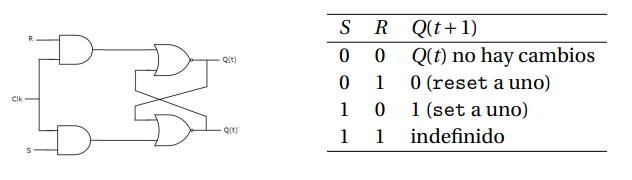 R
Clk
S
Q(t)
Q(t)'
S R Q(t+1)
0 0 Q(t) no hay cambios
0 1 0 (reset a uno)
1 0 1 (set a uno)
1 1 indefinido